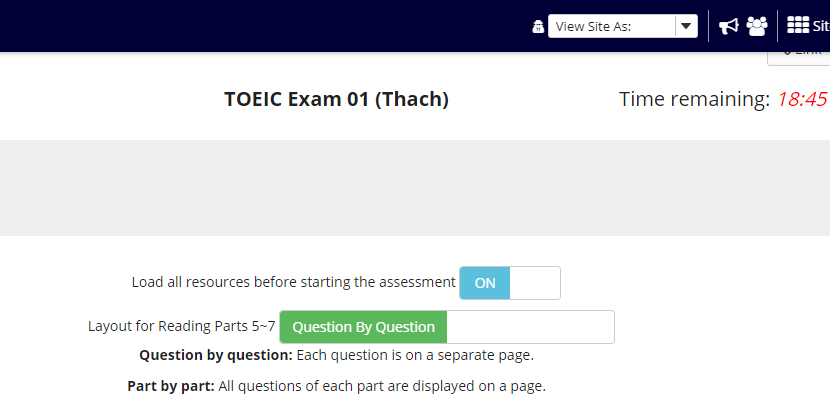 View Site As:
Sit
TOEIC Exam 01 (Thach)
Time remaining: 18:45
Load all resources before starting the assessment ON
Layout for Reading Parts 5~7 Question By Question
Question by question: Each question is on a separate page.
Part by part: All questions of each part are displayed on a page.